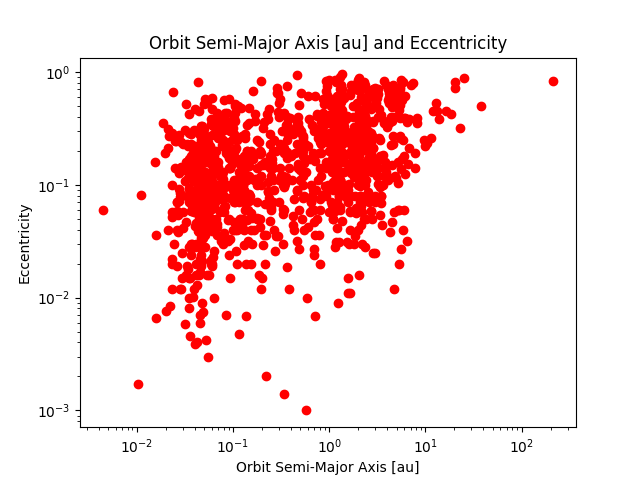 Orbit Semi-Major Axis [au] and Eccentricity
10⁰
10⁻¹
10⁻²
10⁻³
Eccentricity
10⁻² 10⁻¹ 10⁰ 10¹ 10²
Orbit Semi-Major Axis [au]